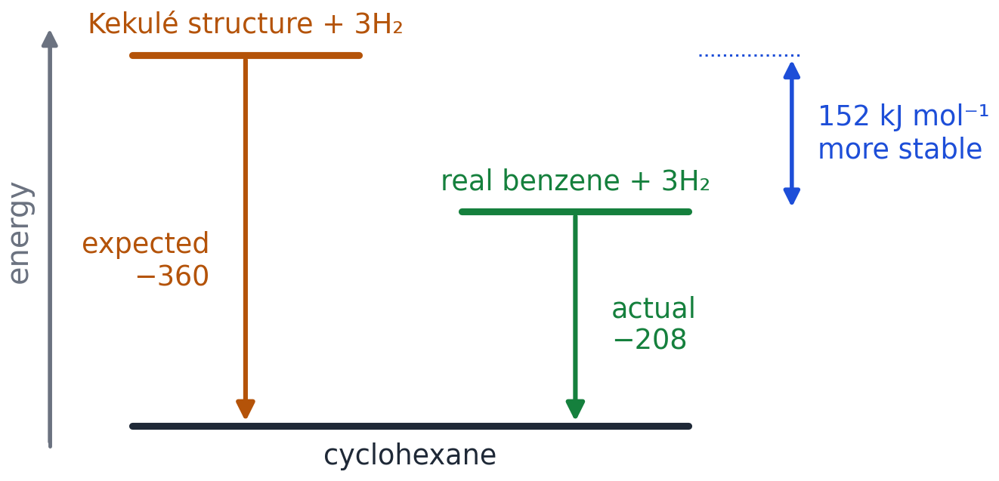 Kekulé structure + 3H₂
152 kJ mol⁻¹
more stable
real benzene + 3H₂
energy
expected
−360
actual
−208
cyclohexane